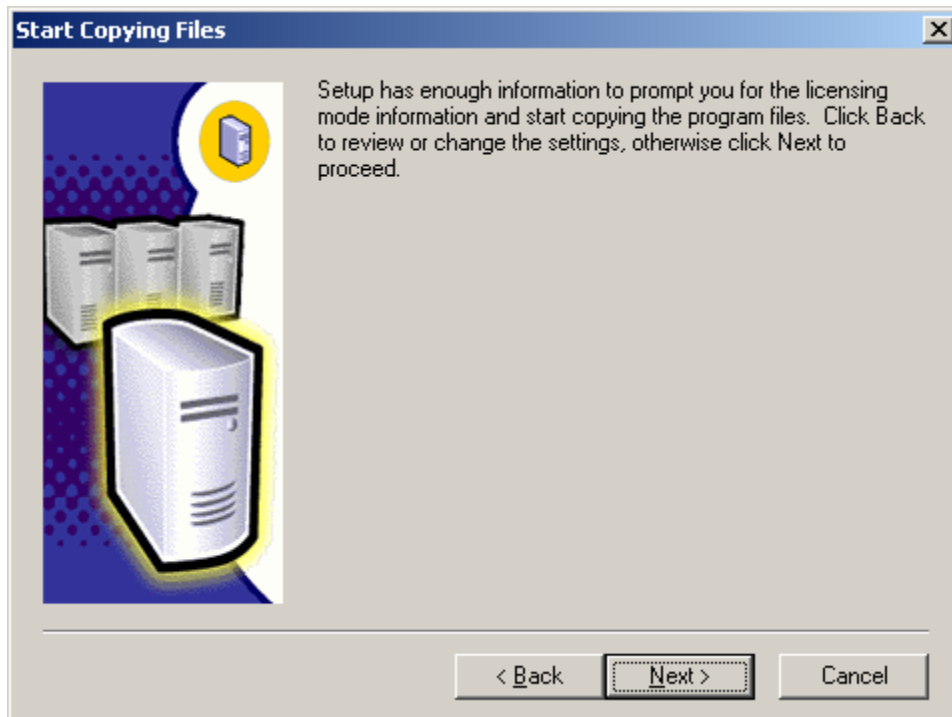 Start Copying Files
Setup has enough information to prompt you for the licensing
mode information and start copying the program files.  Click Back
to review or change the settings, otherwise click Next to
proceed.
< Back
Next >
Cancel